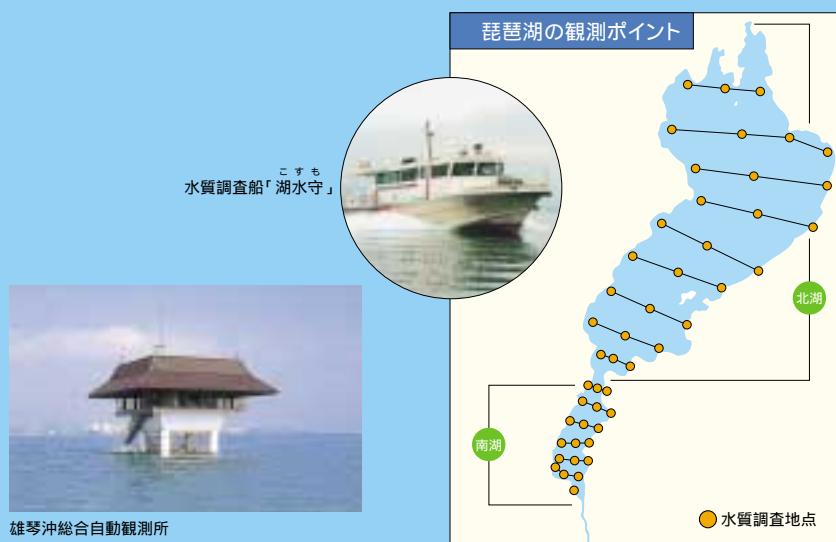 琵琶湖の観測ポイント
こすも
水質調査船「湖水守」
北湖
南湖
水質調査地点
雄琴沖総合自動観測所